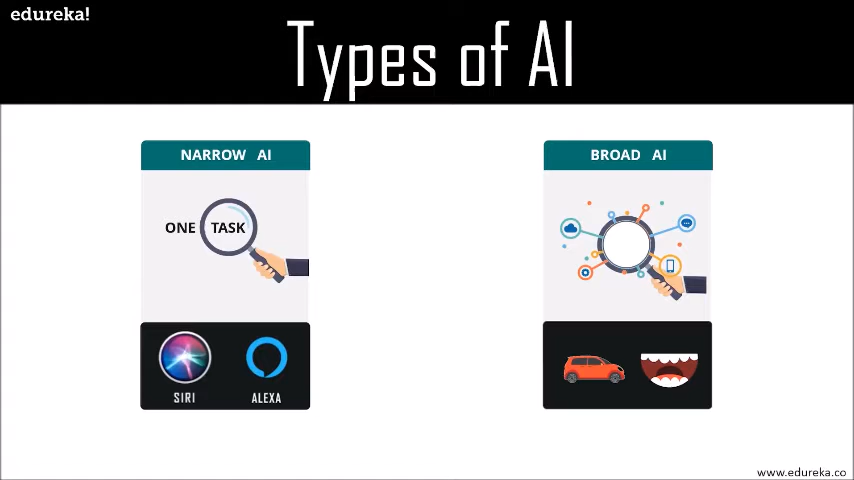 edureka!
Types of AI
NARROW AI
ONE TASK
SIRI
ALEXA
BROAD AI
www.edureka.co